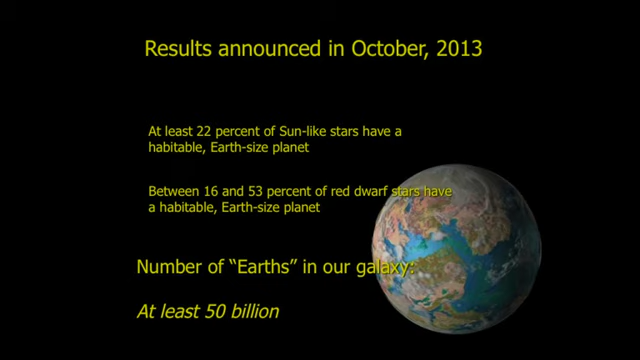 Results announced in October, 2013
At least 22 percent of Sun-like stars have a
habitable, Earth-size planet
Between 16 and 53 percent of red dwarf stars have
a habitable, Earth-size planet
Number of “Earths” in our galaxy:
At least 50 billion